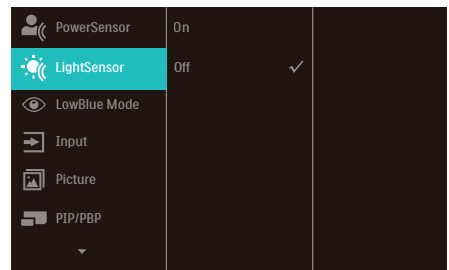 PowerSensor
On
LightSensor
Off
LowBlue Mode
Input
Picture
PIP/PBP